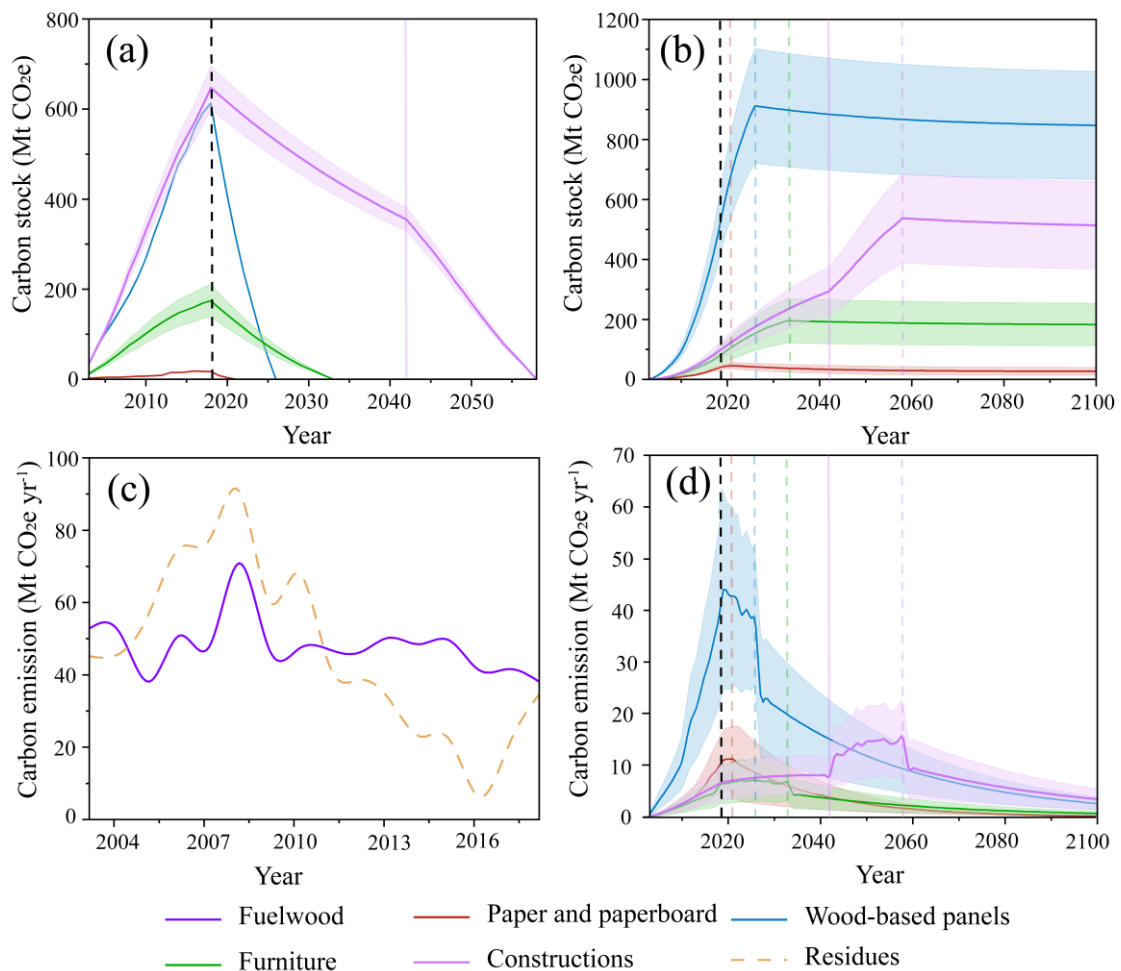 (a)
Carbon stock (Mt CO₂e)
800
600
400
200
0
2010
2020
2030
2040
2050
Year
(b)
Carbon stock (Mt CO₂e)
1200
1000
800
600
400
200
0
2020
2040
2060
2080
2100
Year
(c)
Carbon emission (Mt CO₂e yr⁻¹)
100
80
60
40
20
0
2004
2007
2010
2013
2016
Year
(d)
Carbon emission (Mt CO₂e yr⁻¹)
70
60
50
40
30
20
10
0
2020
2040
2060
2080
2100
Year
Fuelwood
Paper and paperboard
Wood-based panels
Furniture
Constructions
Residues